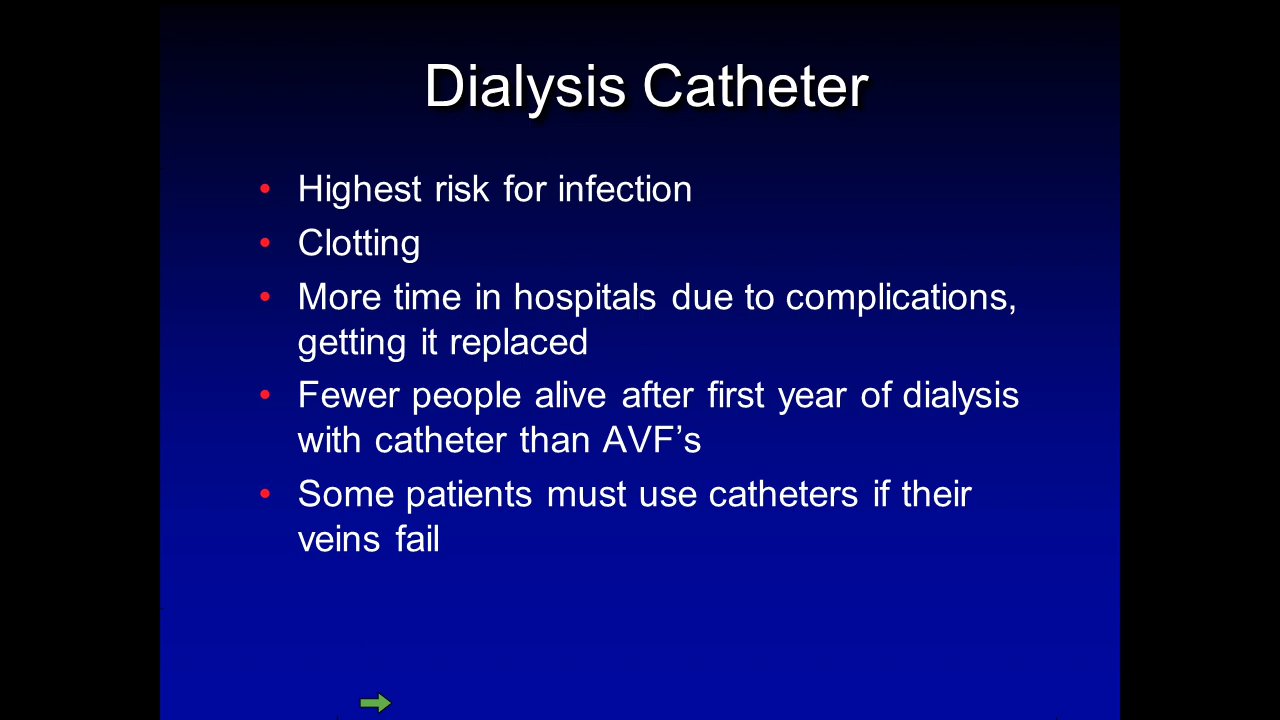 Dialysis Catheter
• Highest risk for infection
• Clotting
• More time in hospitals due to complications,
getting it replaced
• Fewer people alive after first year of dialysis
with catheter than AVF’s
• Some patients must use catheters if their
veins fail